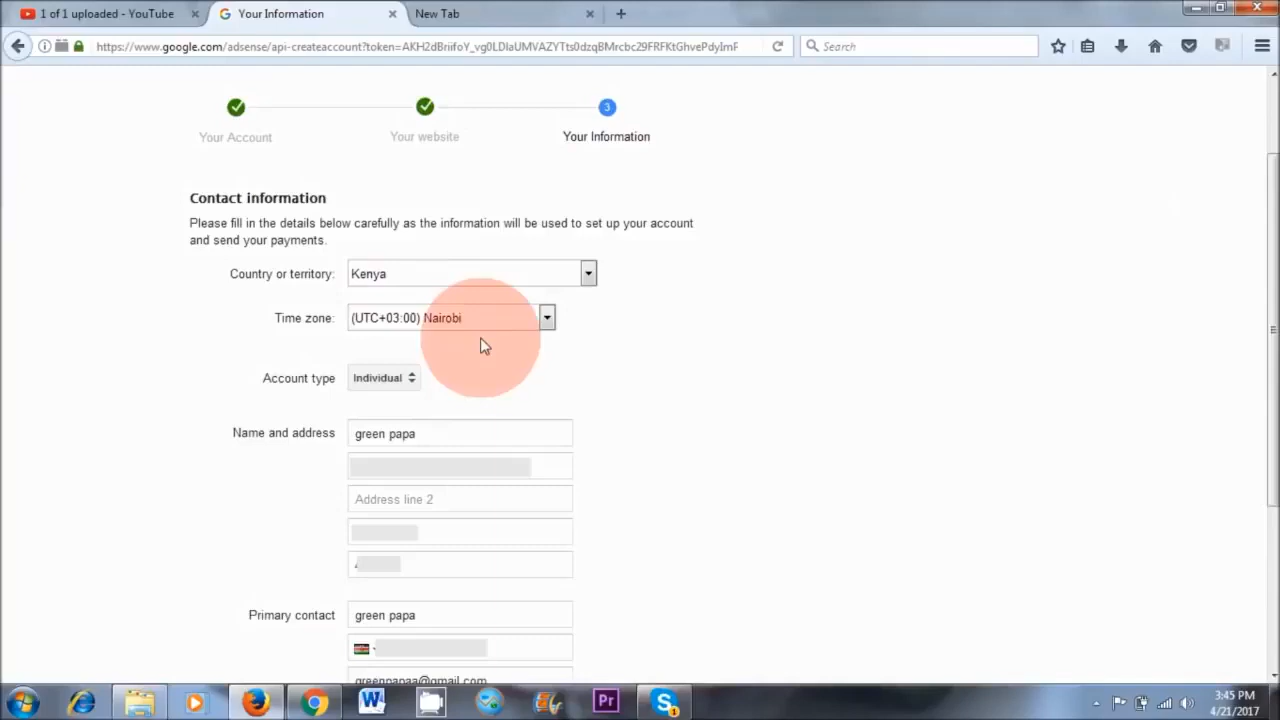 1 of 1 uploaded - YouTube
Your Information
New Tab
https://www.google.com/adsense/api-createaccount?token=
Search
3
Your Account
Your website
Your Information
Contact information
Please fill in the details below carefully as the information will be used to set up your account
and send your payments.
Country or territory: Kenya
Time zone: (UTC+03:00) Nairobi
Account type Individual
Name and address green papa
Address line 2
Primary contact green papa
greenpapaa@gmail.com
W
Pr
S
1
3:45 PM
4/21/2017